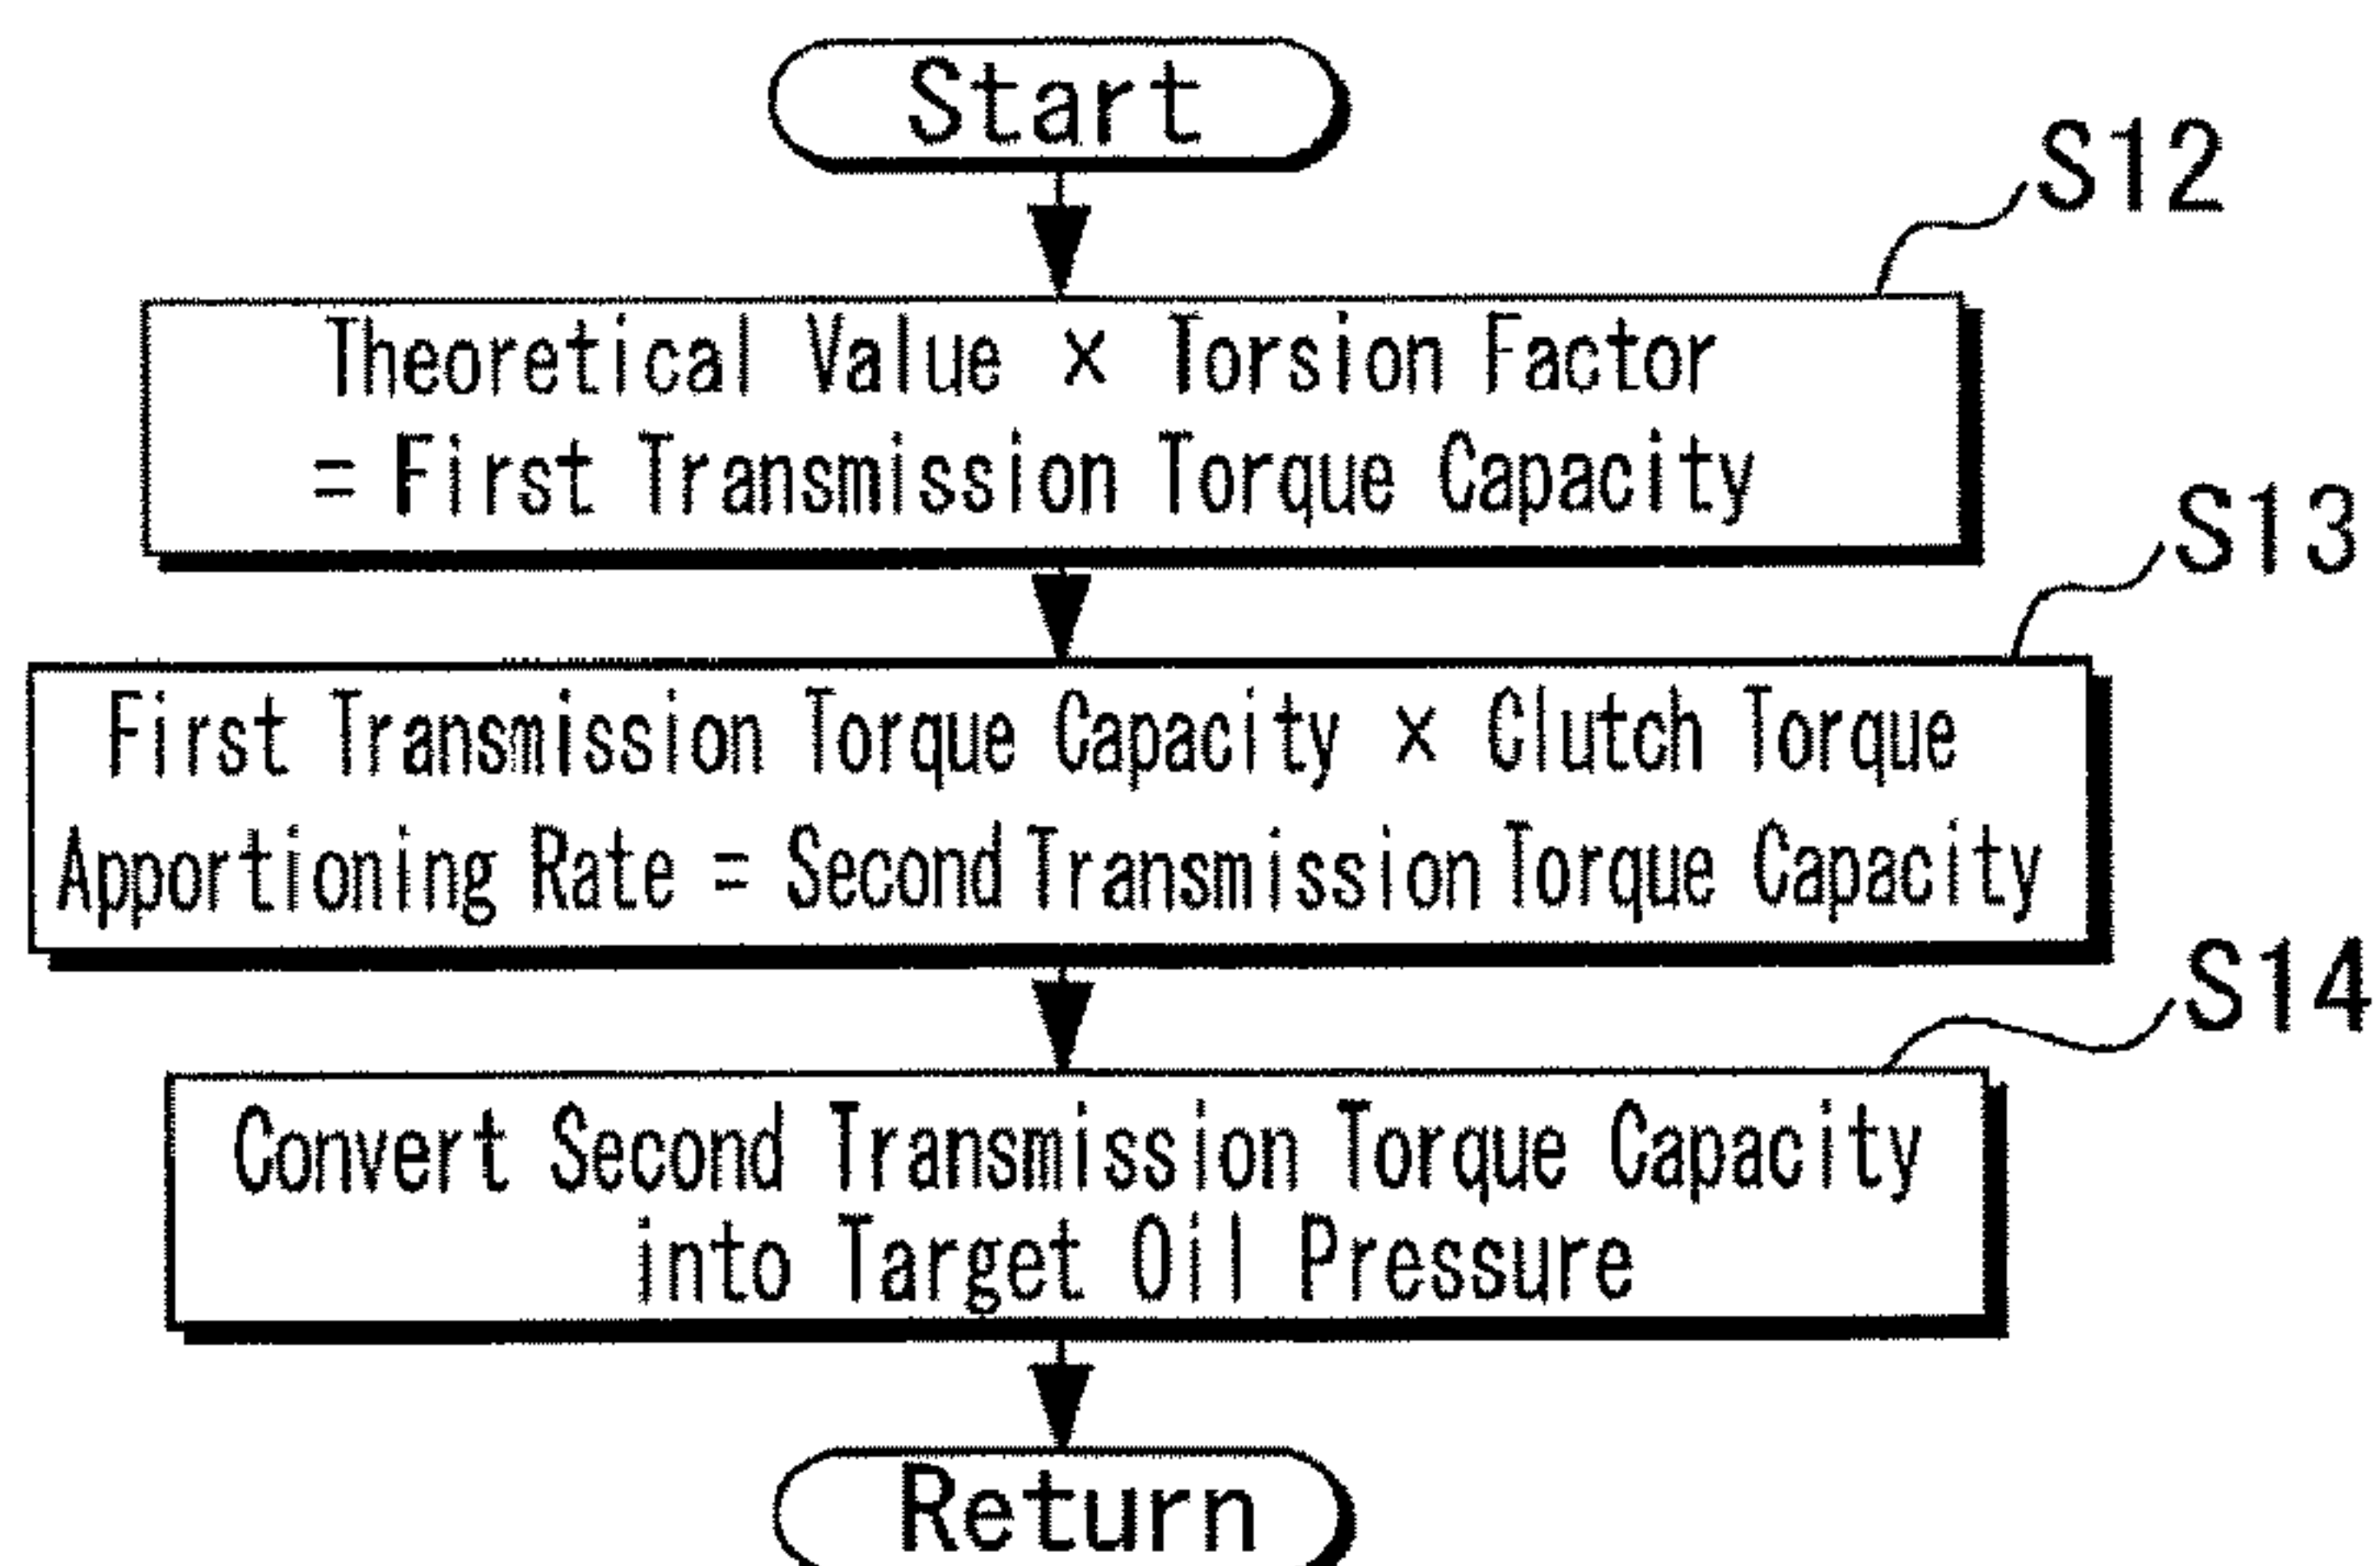 Start
S12
Theoretical Value × Torsion Factor
= First Transmission Torque Capacity
S13
First Transmission Torque Capacity × Clutch Torque
Apportioning Rate = Second Transmission Torque Capacity
S14
Convert Second Transmission Torque Capacity
into Target Oil Pressure
Return